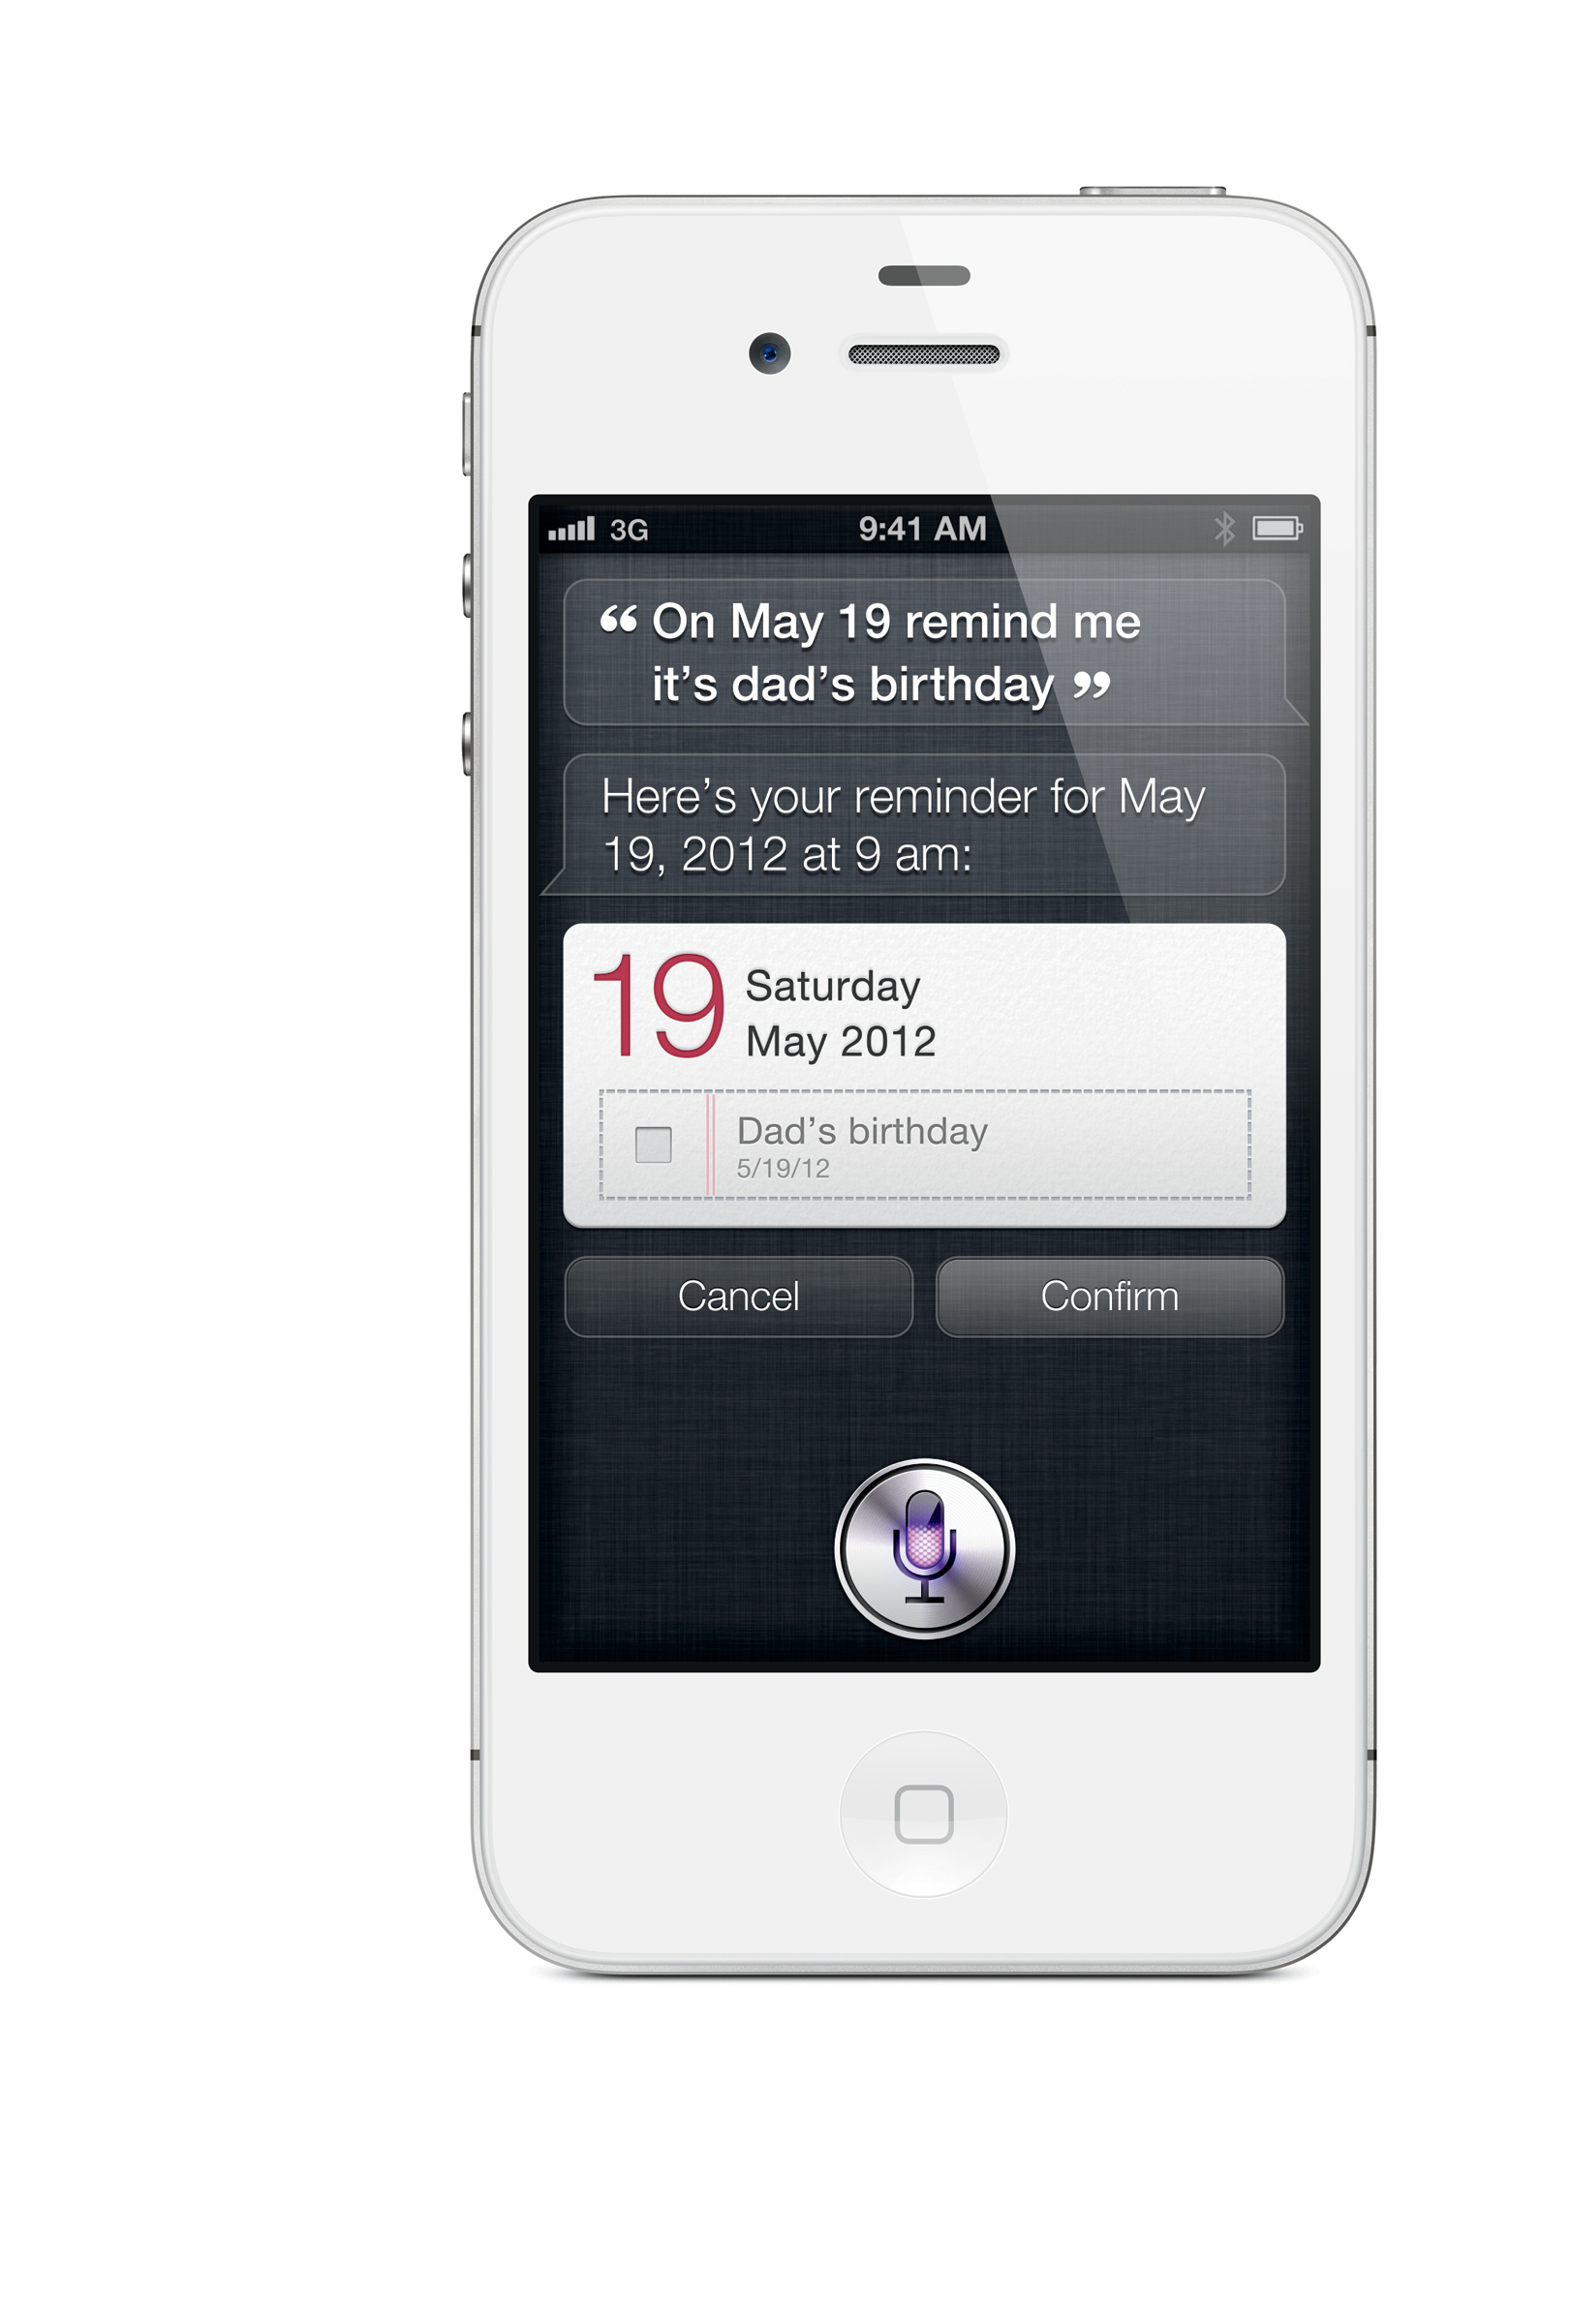 3G 9:41 AM
“ On May 19 remind me
it’s dad’s birthday ”
Here’s your reminder for May
19, 2012 at 9 am:
19 Saturday
May 2012
Dad’s birthday
5/19/12
Cancel Confirm